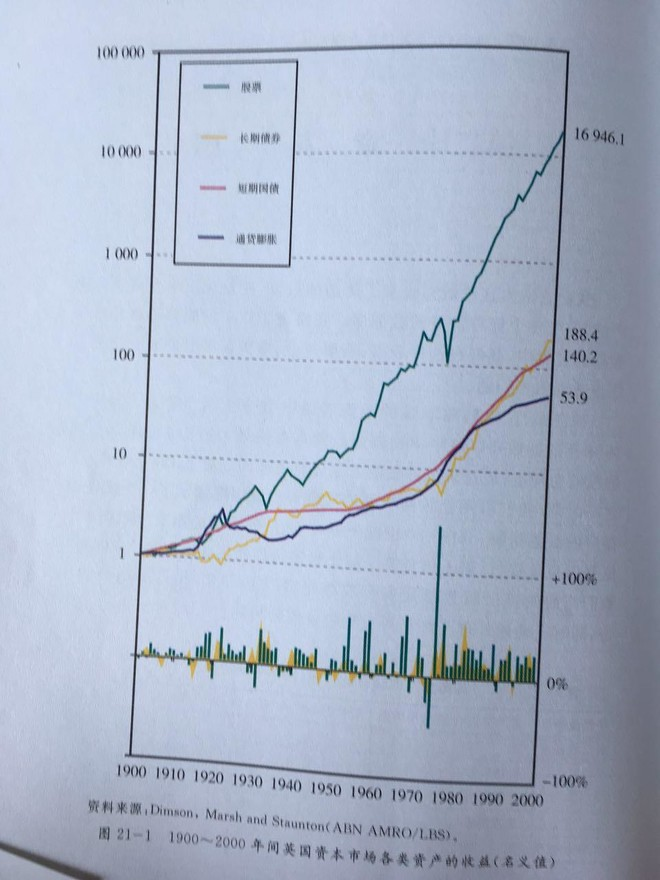 100 000
10 000
1 000
100
10
1
股票
长期债券
短期国债
通货膨胀
16 946.1
188.4
140.2
53.9
+100%
0%
-100%
1900 1910 1920 1930 1940 1950 1960 1970 1980 1990 2000
资料来源:Dimson, Marsh and Staunton(ABN AMRO/LBS)。
图 21-1 1900~2000 年间英国资本市场各类资产的收益(名义值)